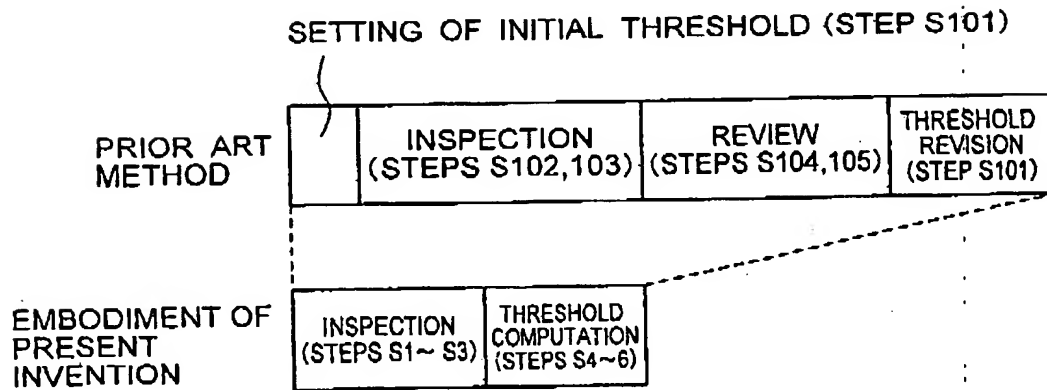 SETTING OF INITIAL THRESHOLD (STEP S101)
PRIOR ART
METHOD
INSPECTION
(STEPS S102,103)
REVIEW
(STEPS S104,105)
THRESHOLD
REVISION
(STEP S101)
EMBODIMENT OF
PRESENT
INVENTION
INSPECTION
(STEPS S1~ S3)
THRESHOLD
COMPUTATION
(STEPS S4~6)